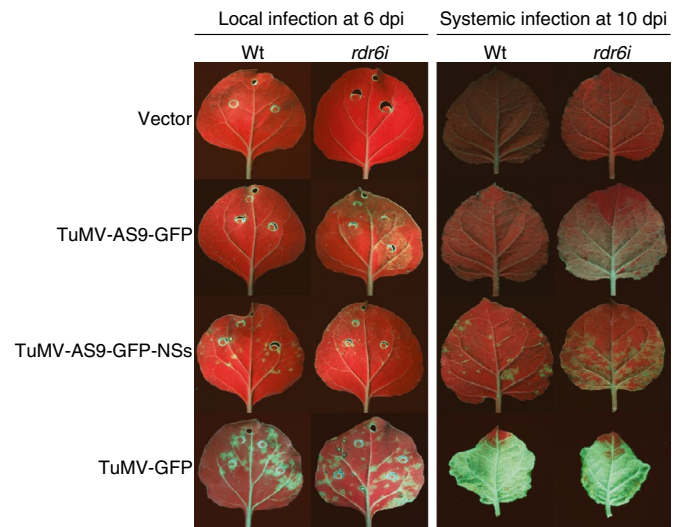 Local infection at 6 dpi Systemic infection at 10 dpi
Wt rdr6i Wt rdr6i
Vector
TuMV-AS9-GFP
TuMV-AS9-GFP-NSs
TuMV-GFP